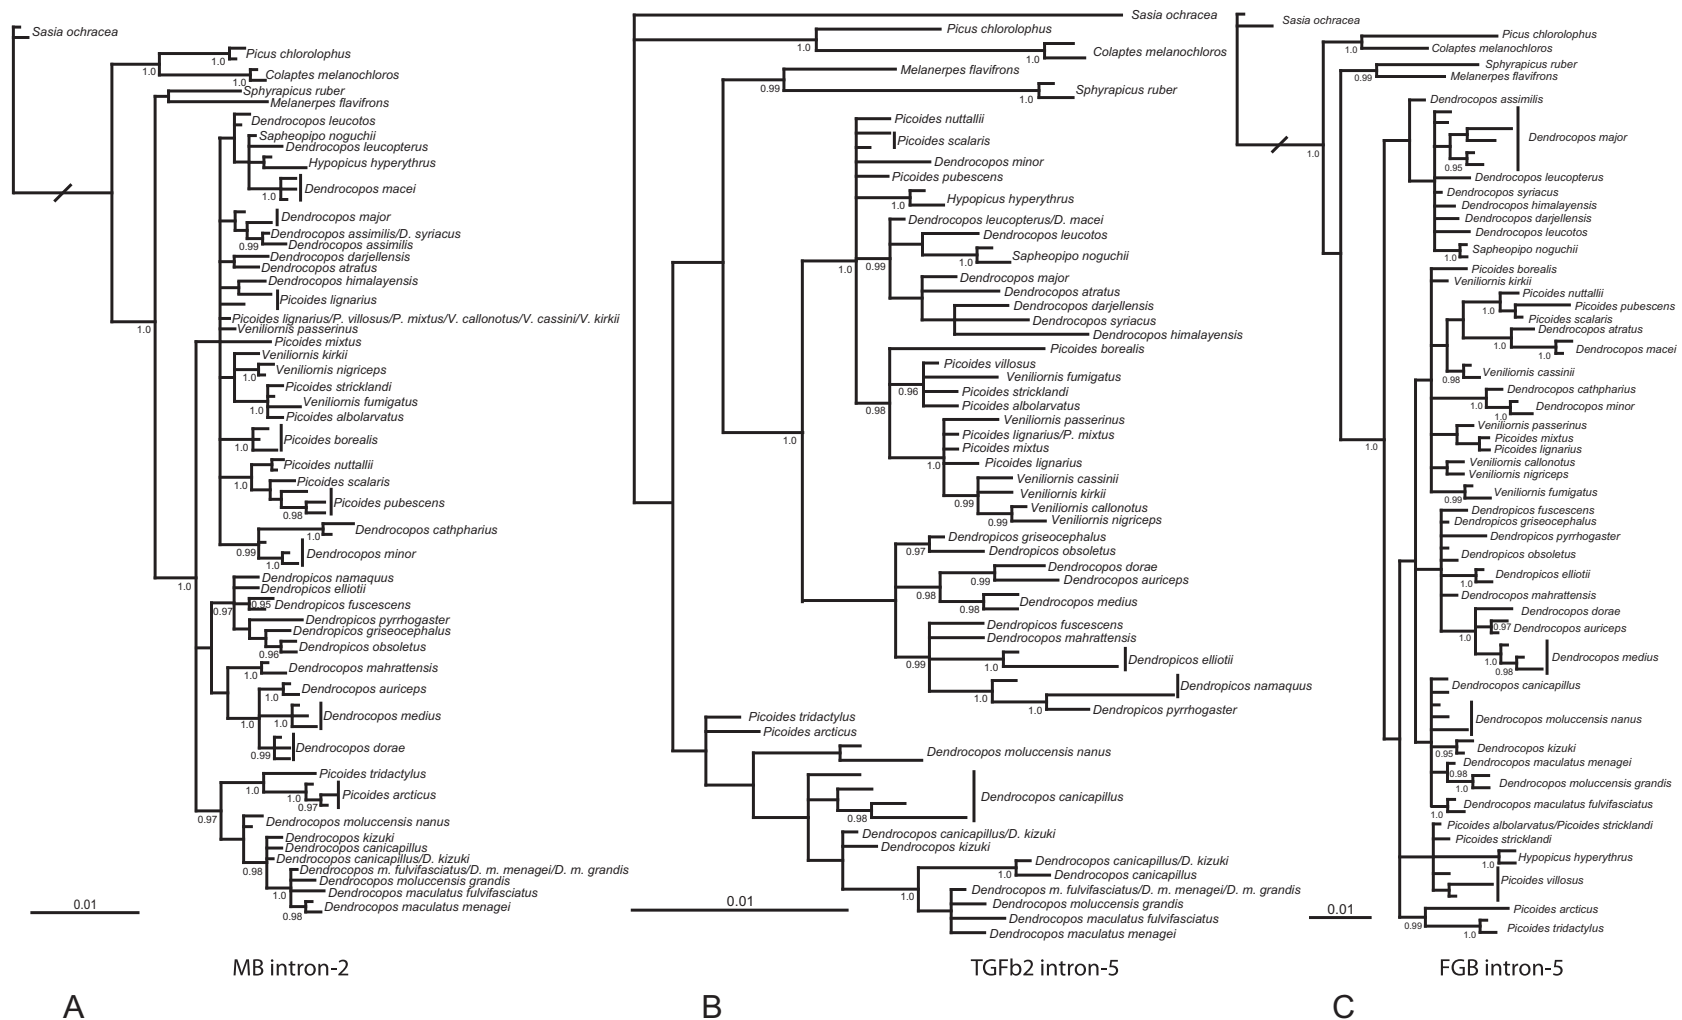 Sasia ochracea
Picus chlorolophus
1.0
1.0
Colaptes melanochloros
1.0
Sphyrapicus ruber
Melanerpes flavifrons
Dendrocopos leucotos
Sapheopipo noguchii
Dendrocopos leucopterus
Hypopicus hyperythrus
Dendrocopos macei
1.0
Dendrocopos major
Dendrocopos assimilis/D. syriacus
0.99
Dendrocopos assimilis
Dendrocopos darjellensis
Dendrocopos atratus
Dendrocopos himalayensis
Picoides lignarius
Picoides lignarius/P. villosus/P. mixtus/V. callonotus/V. cassini/V. kirkii
1.0
Veniliornis passerinus
Picoides mixtus
Veniliornis kirkii
Veniliornis nigriceps
1.0
Picoides stricklandi
Veniliornis fumigatus
1.0
Picoides albolarvatus
Picoides borealis
1.0
Picoides nuttallii
1.0
Picoides scalaris
Picoides pubescens
0.98
Dendrocopos cathpharius
1.0
0.99
Dendrocopos minor
1.0
Dendropicos namaquus
1.0
Dendropicos elliotii
0.95
Dendropicos fuscescens
0.97
Dendropicos pyrrhogaster
Dendropicos griseocephalus
Dendropicos obsoletus
0.96
Dendrocopos mahrattensis
1.0
Dendrocopos auriceps
1.0
Dendrocopos medius
1.0
1.0
Dendrocopos dorae
0.99
Picoides tridactylus
1.0
1.0
Picoides arcticus
0.97
0.97
Dendrocopos moluccensis nanus
Dendrocopos kizuki
Dendrocopos canicapillus
Dendrocopos canicapillus/D. kizuki
0.98
Dendrocopos m. fulvifasciatus/D. m. menagei/D. m. grandis
Dendrocopos moluccensis grandis
1.0
Dendrocopos maculatus fulvifasciatus
Dendrocopos maculatus menagei
0.98
0.01
MB intron-2
A
Sasia ochracea
Picus chlorolophus
1.0
Colaptes melanochloros
1.0
Melanerpes flavifrons
0.99
Sphyrapicus ruber
1.0
Picoides nuttallii
Picoides scalaris
Dendrocopos minor
Picoides pubescens
Hypopicus hyperythrus
1.0
Dendrocopos leucopterus/D. macei
Dendrocopos leucotos
Sapheopipo noguchii
1.0
1.0
0.99
Dendrocopos major
Dendrocopos atratus
Dendrocopos darjellensis
Dendrocopos syriacus
Dendrocopos himalayensis
Picoides borealis
Picoides villosus
Veniliornis fumigatus
0.96
Picoides stricklandi
Picoides albolarvatus
0.98
Veniliornis passerinus
Picoides lignarius/P. mixtus
1.0
Picoides mixtus
1.0
Picoides lignarius
Veniliornis cassinii
Veniliornis kirkii
0.99
Veniliornis callonotus
0.99
Veniliornis nigriceps
Dendropicos griseocephalus
0.97
Dendropicos obsoletus
Dendrocopos dorae
0.99
Dendrocopos auriceps
0.98
Dendrocopos medius
0.98
Dendropicos fuscescens
Dendrocopos mahrattensis
0.99
Dendropicos elliotii
1.0
Dendropicos namaquus
1.0
1.0
Dendropicos pyrrhogaster
Picoides tridactylus
Picoides arcticus
Dendrocopos moluccensis nanus
Dendrocopos canicapillus
0.98
Dendrocopos canicapillus/D. kizuki
Dendrocopos kizuki
Dendrocopos canicapillus/D. kizuki
1.0
Dendrocopos canicapillus
1.0
Dendrocopos m. fulvifasciatus/D. m. menagei/D. m. grandis
Dendrocopos moluccensis grandis
Dendrocopos maculatus fulvifasciatus
Dendrocopos maculatus menagei
0.01
TGFb2 intron-5
B
Sasia ochracea
Picus chlorolophus
1.0
Colaptes melanochloros
Sphyrapicus ruber
0.99
Melanerpes flavifrons
Dendrocopos assimilis
Dendrocopos major
1.0
0.95
Dendrocopos leucopterus
Dendrocopos syriacus
Dendrocopos himalayensis
Dendrocopos darjellensis
Dendrocopos leucotos
Sapheopipo noguchii
1.0
Picoides borealis
Veniliornis kirkii
Picoides nuttallii
1.0
Picoides pubescens
Picoides scalaris
Dendrocopos atratus
1.0
Dendrocopos macei
1.0
Veniliornis cassinii
0.98
Dendrocopos cathpharius
1.0
Dendrocopos minor
1.0
Veniliornis passerinus
Picoides mixtus
1.0
Picoides lignarius
Veniliornis callonotus
Veniliornis nigriceps
Veniliornis fumigatus
0.99
Dendropicos fuscescens
Dendropicos griseocephalus
Dendropicos pyrrhogaster
Dendropicos obsoletus
Dendropicos elliotii
1.0
Dendrocopos mahrattensis
Dendrocopos dorae
0.97
Dendrocopos auriceps
1.0
Dendrocopos medius
1.0
0.98
Dendrocopos canicapillus
Dendrocopos moluccensis nanus
Dendrocopos kizuki
0.95
Dendrocopos maculatus menagei
0.98
Dendrocopos moluccensis grandis
1.0
Dendrocopos maculatus fulvifasciatus
1.0
Picoides albolarvatus/Picoides stricklandi
Picoides stricklandi
Hypopicus hyperythrus
1.0
Picoides villosus
Picoides arcticus
0.99
Picoides tridactylus
1.0
0.01
FGB intron-5
C